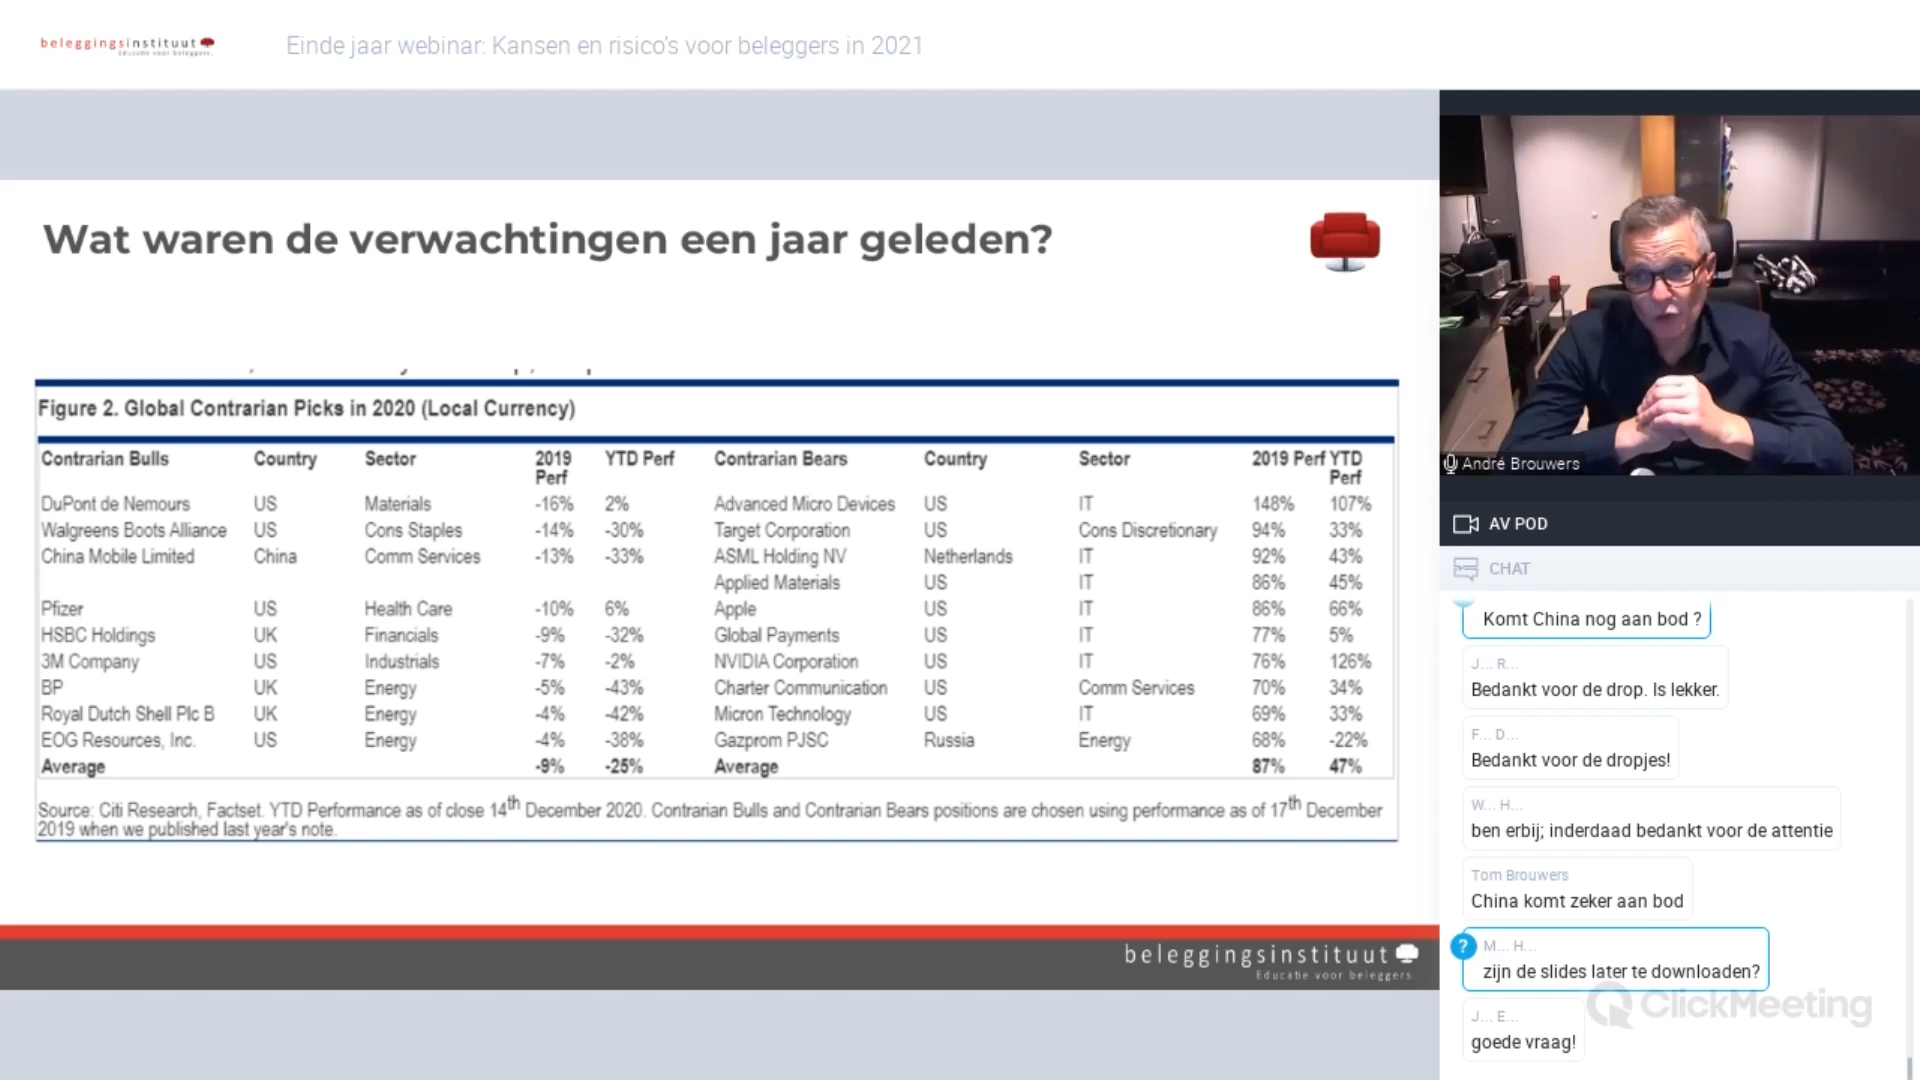 beleggingsinstituut
Educatie voor beleggers.
Einde jaar webinar: Kansen en risico's voor beleggers in 2021
Wat waren de verwachtingen een jaar geleden?
Figure 2. Global Contrarian Picks in 2020 (Local Currency)
Contrarian Bulls Country Sector 2019 Perf YTD Perf Contrarian Bears Country Sector 2019 Perf YTD Perf
DuPont de Nemours US Materials -16% 2% Advanced Micro Devices US IT 148% 107%
Walgreens Boots Alliance US Cons Staples -14% -30% Target Corporation US Cons Discretionary 94% 33%
China Mobile Limited China Comm Services -13% -33% ASML Holding NV Netherlands IT 92% 43%
Applied Materials US IT 86% 45%
Pfizer US Health Care -10% 6% Apple US IT 86% 66%
HSBC Holdings UK Financials -9% -32% Global Payments US IT 77% 5%
3M Company US Industrials -7% -2% NVIDIA Corporation US IT 76% 126%
BP UK Energy -5% -43% Charter Communication US Comm Services 70% 34%
Royal Dutch Shell Plc B UK Energy -4% -42% Micron Technology US IT 69% 33%
EOG Resources, Inc. US Energy -4% -38% Gazprom PJSC Russia Energy 68% -22%
Average -9% -25% Average 87% 47%
Source: Citi Research, Factset. YTD Performance as of close 14th December 2020. Contrarian Bulls and Contrarian Bears positions are chosen using performance as of 17th December
2019 when we published last year's note.
beleggingsinstituut
Educatie voor beleggers.
André Brouwers
AV POD
CHAT
Komt China nog aan bod ?
J... R...
Bedankt voor de drop. Is lekker.
F... D...
Bedankt voor de dropjes!
W... H...
ben erbij; inderdaad bedankt voor de attentie
Tom Brouwers
China komt zeker aan bod
? M... H...
zijn de slides later te downloaden?
ClickMeeting
J... E...
goede vraag!